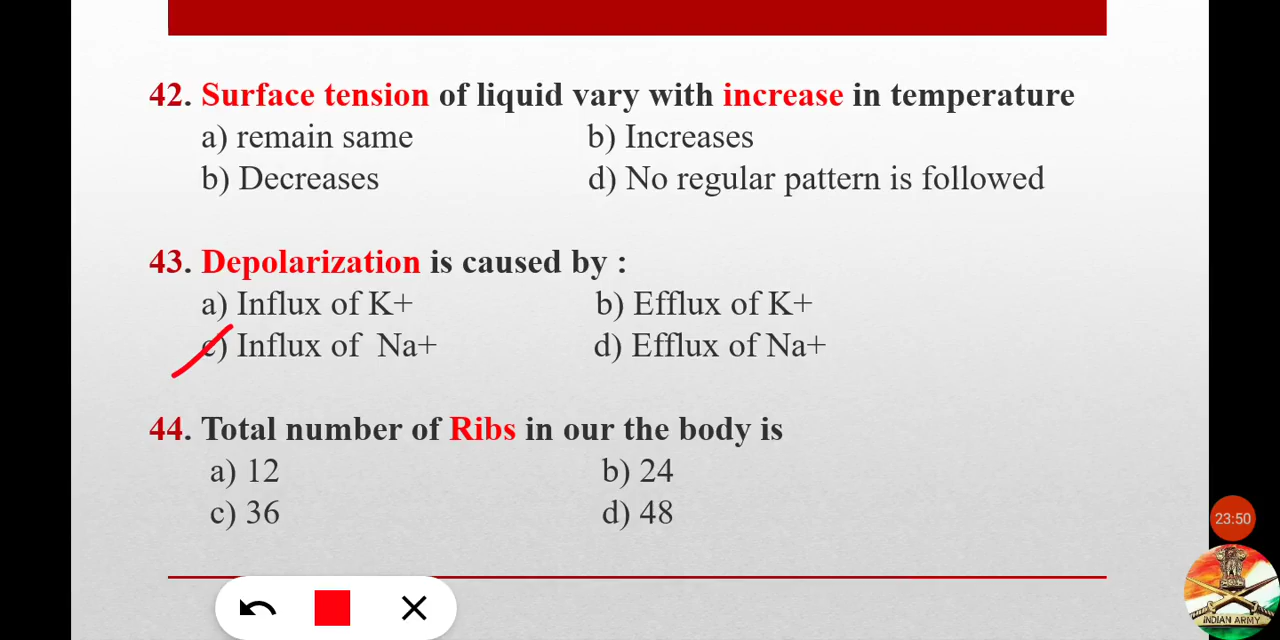 42. Surface tension of liquid vary with increase in temperature
a) remain same b) Increases
b) Decreases d) No regular pattern is followed
43. Depolarization is caused by :
a) Influx of K+ b) Efflux of K+
c) Influx of Na+ d) Efflux of Na+
44. Total number of Ribs in our the body is
a) 12 b) 24
c) 36 d) 48
23:50
INDIAN ARMY